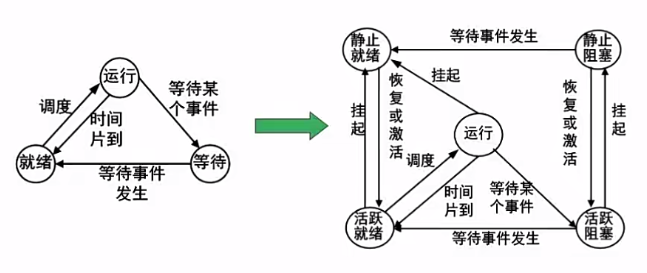 运行
调度
时间
片到
等待某
个事件
就绪
等待
等待事件
发生
静止
就绪
等待事件发生
静止
阻塞
挂起
挂
起
恢
复
或
激
活
运行
恢
复
或
激
活
挂
起
调度
时间
片到
等待某
个事件
活跃
就绪
等待事件发生
活跃
阻塞